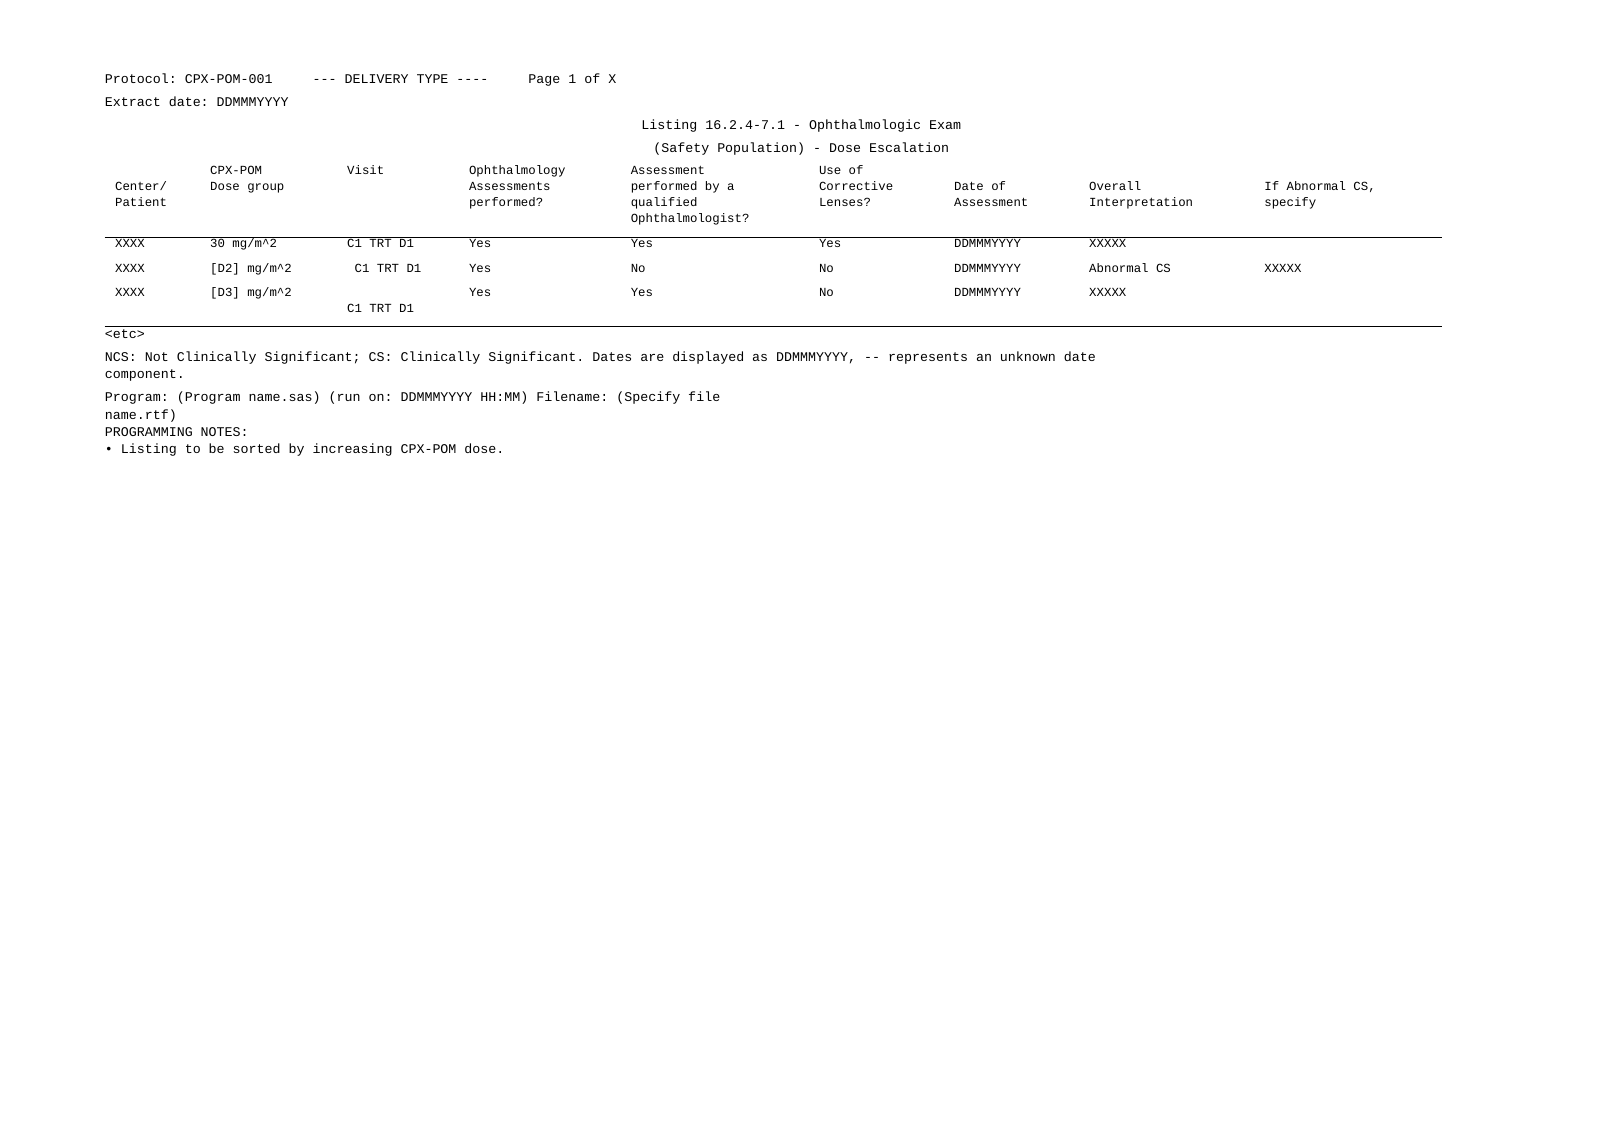 Protocol: CPX-POM-001 --- DELIVERY TYPE ---- Page 1 of X
Extract date: DDMMMYYYY
Listing 16.2.4-7.1 - Ophthalmologic Exam
(Safety Population) - Dose Escalation
CPX-POM Visit Ophthalmology Assessment Use of
Center/ Dose group Assessments performed by a Corrective Date of Overall If Abnormal CS,
Patient performed? qualified Lenses? Assessment Interpretation specify
Ophthalmologist?
XXXX 30 mg/m^2 C1 TRT D1 Yes Yes Yes DDMMMYYYY XXXXX
XXXX [D2] mg/m^2 C1 TRT D1 Yes No No DDMMMYYYY Abnormal CS XXXXX
XXXX [D3] mg/m^2 Yes Yes No DDMMMYYYY XXXXX
C1 TRT D1
<etc>
NCS: Not Clinically Significant; CS: Clinically Significant. Dates are displayed as DDMMMYYYY, -- represents an unknown date
component.
Program: (Program name.sas) (run on: DDMMMYYYY HH:MM) Filename: (Specify file
name.rtf)
PROGRAMMING NOTES:
• Listing to be sorted by increasing CPX-POM dose.